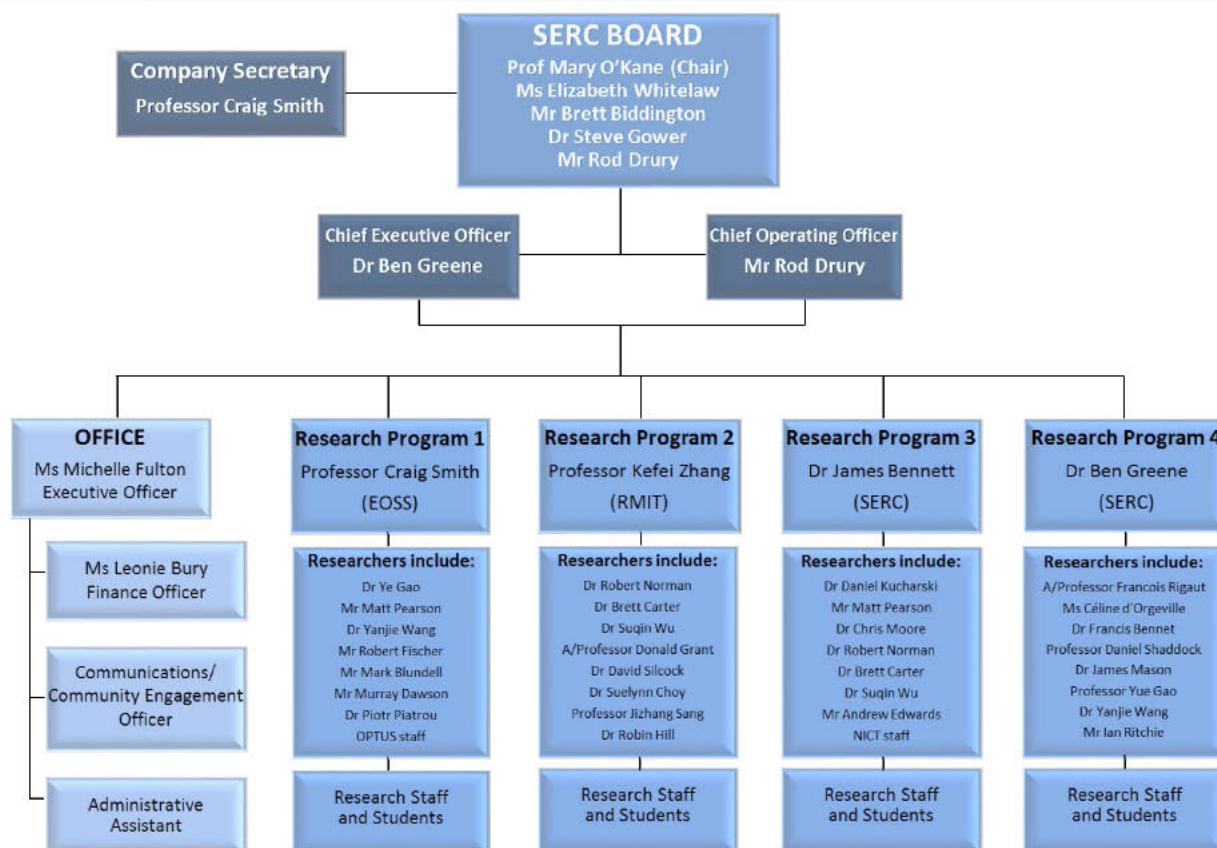 SERC BOARD
Prof Mary O'Kane (Chair)
Ms Elizabeth Whitelaw
Mr Brett Biddington
Dr Steve Gower
Mr Rod Drury
Company Secretary
Professor Craig Smith
Chief Executive Officer
Dr Ben Greene
Chief Operating Officer
Mr Rod Drury
OFFICE
Ms Michelle Fulton
Executive Officer
Ms Leonie Bury
Finance Officer
Communications/
Community Engagement
Officer
Administrative
Assistant
Research Program 1
Professor Craig Smith
(EOSS)
Researchers include:
Dr Ye Gao
Mr Matt Pearson
Dr Yanjie Wang
Mr Robert Fischer
Mr Mark Blundell
Mr Murray Dawson
Dr Piotr Piatrou
OPTUS staff
Research Staff
and Students
Research Program 2
Professor Kefei Zhang
(RMIT)
Researchers include:
Dr Robert Norman
Dr Brett Carter
Dr Suqin Wu
A/Professor Donald Grant
Dr David Silcock
Dr Suelynn Choy
Professor Jizhang Sang
Dr Robin Hill
Research Staff
and Students
Research Program 3
Dr James Bennett
(SERC)
Researchers include:
Dr Daniel Kucharski
Mr Matt Pearson
Dr Chris Moore
Dr Robert Norman
Dr Brett Carter
Dr Suqin Wu
Mr Andrew Edwards
NICT staff
Research Staff
and Students
Research Program 4
Dr Ben Greene
(SERC)
Researchers include:
A/Professor Francois Rigaut
Ms Céline d'Orgeville
Dr Francis Bennet
Professor Daniel Shaddock
Dr James Mason
Professor Yue Gao
Dr Yanjie Wang
Mr Ian Ritchie
Research Staff
and Students